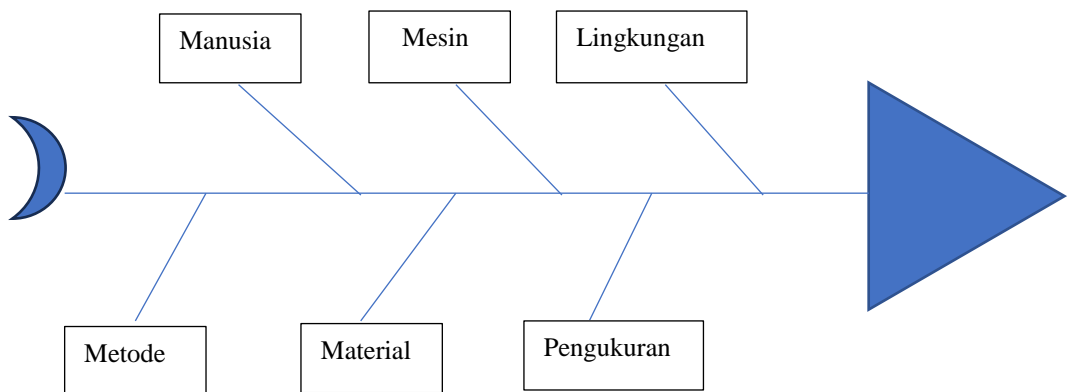 Manusia
Mesin
Lingkungan
Metode
Material
Pengukuran